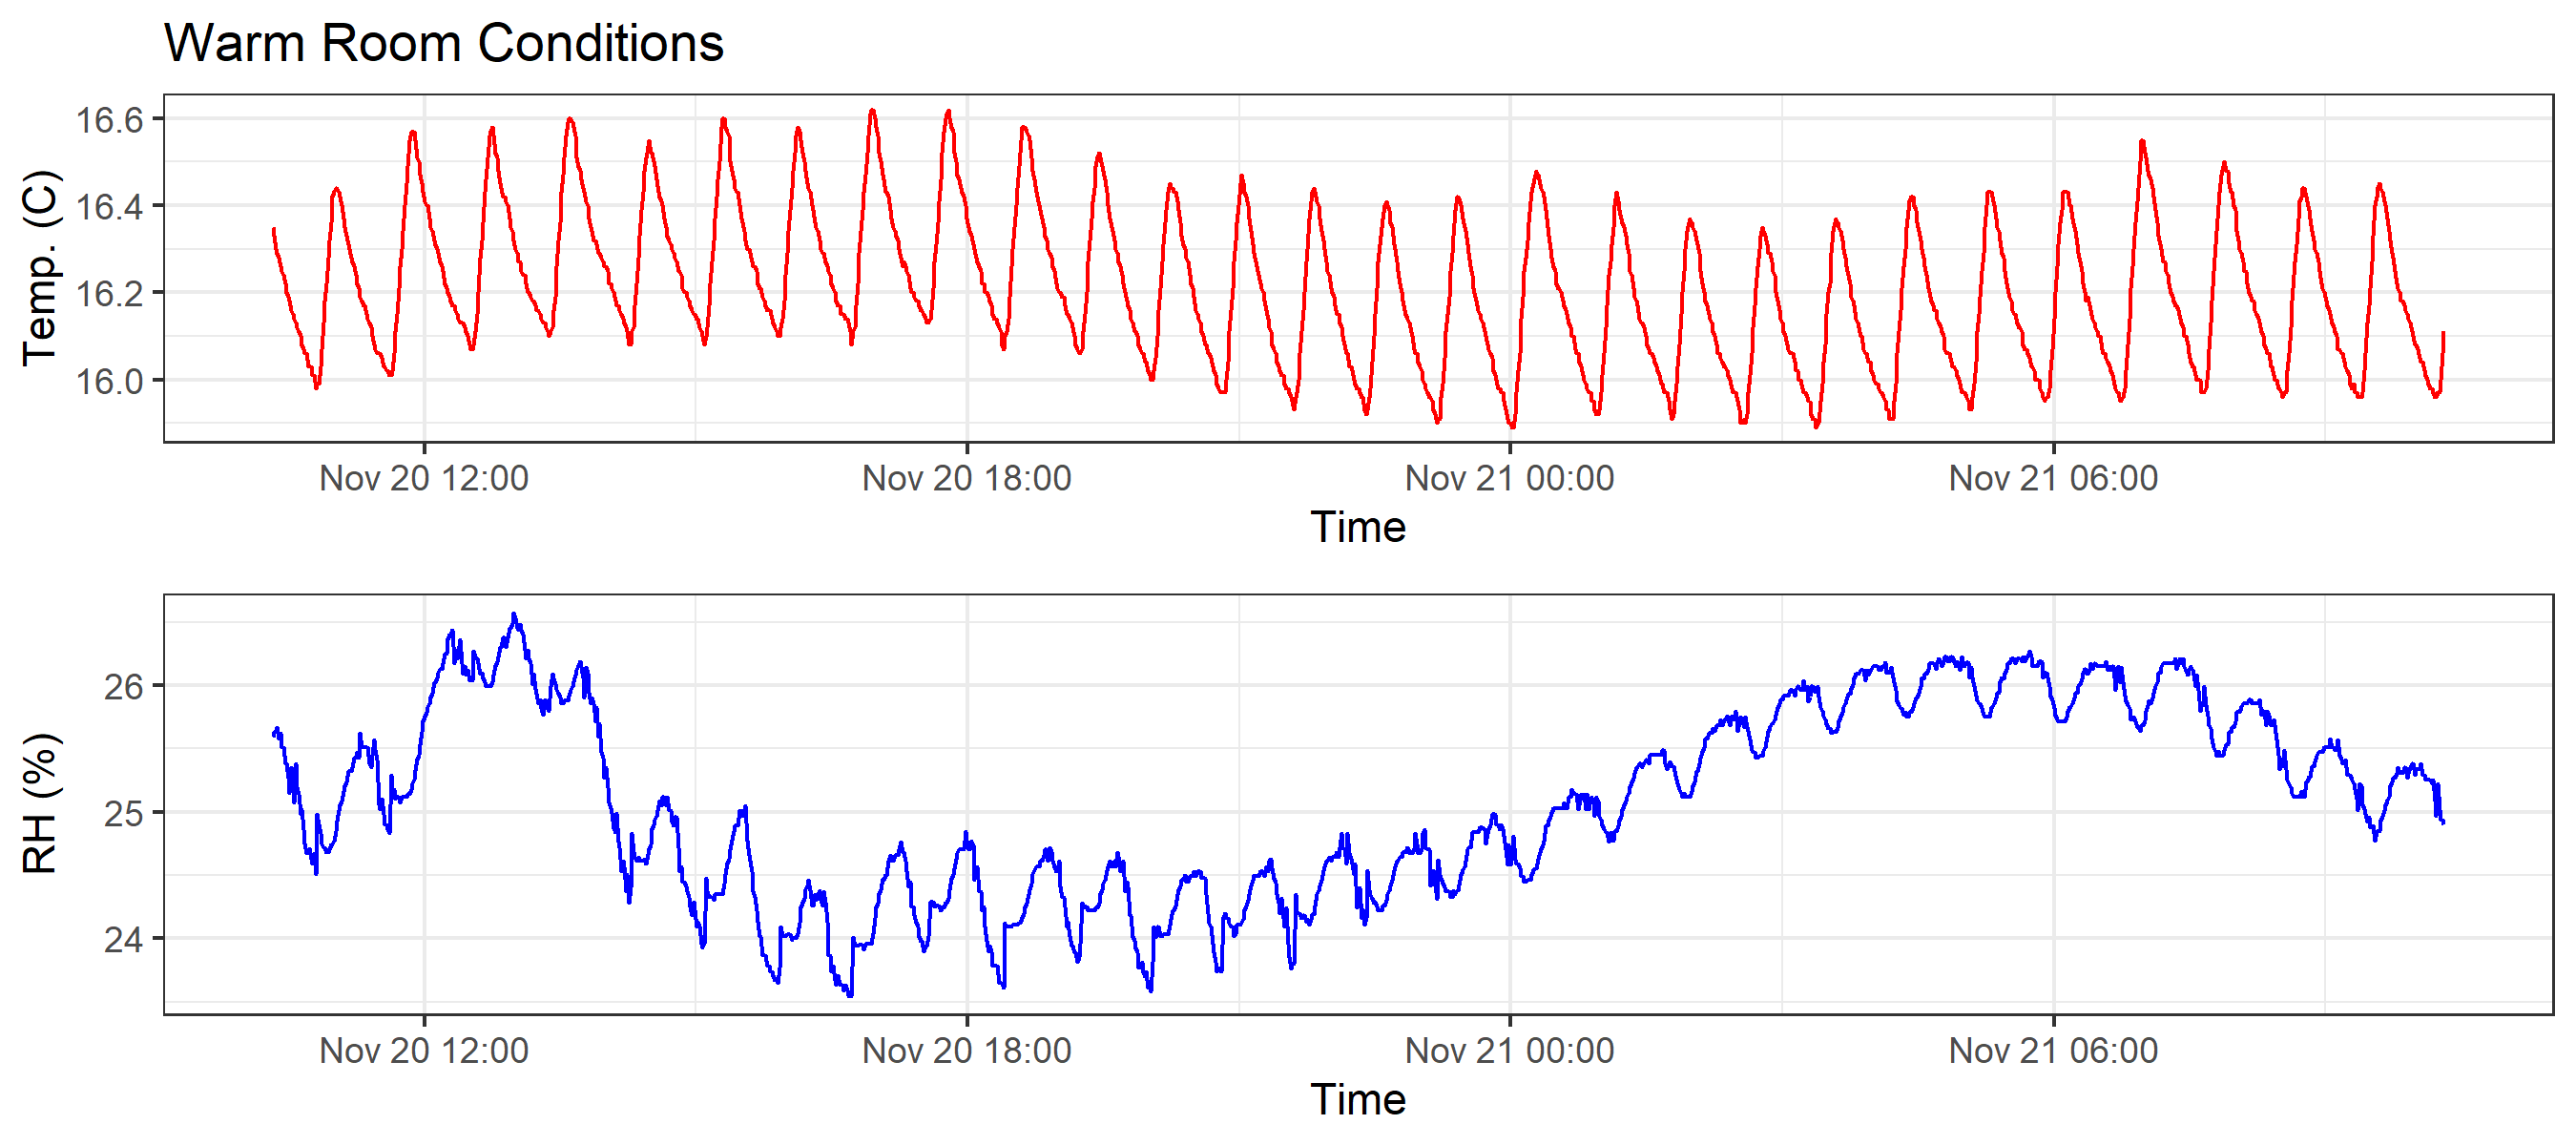 Warm Room Conditions
Temp. (C)
16.6
16.4
16.2
16.0
Nov 20 12:00 Nov 20 18:00 Nov 21 00:00 Nov 21 06:00
Time
RH (%)
26
25
24
Nov 20 12:00 Nov 20 18:00 Nov 21 00:00 Nov 21 06:00
Time